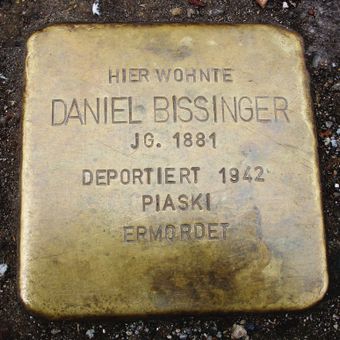 HIER WOHNTE
DANIEL BISSINGER
JG. 1881
DEPORTIERT 1942
PIASKI
ERMORDET